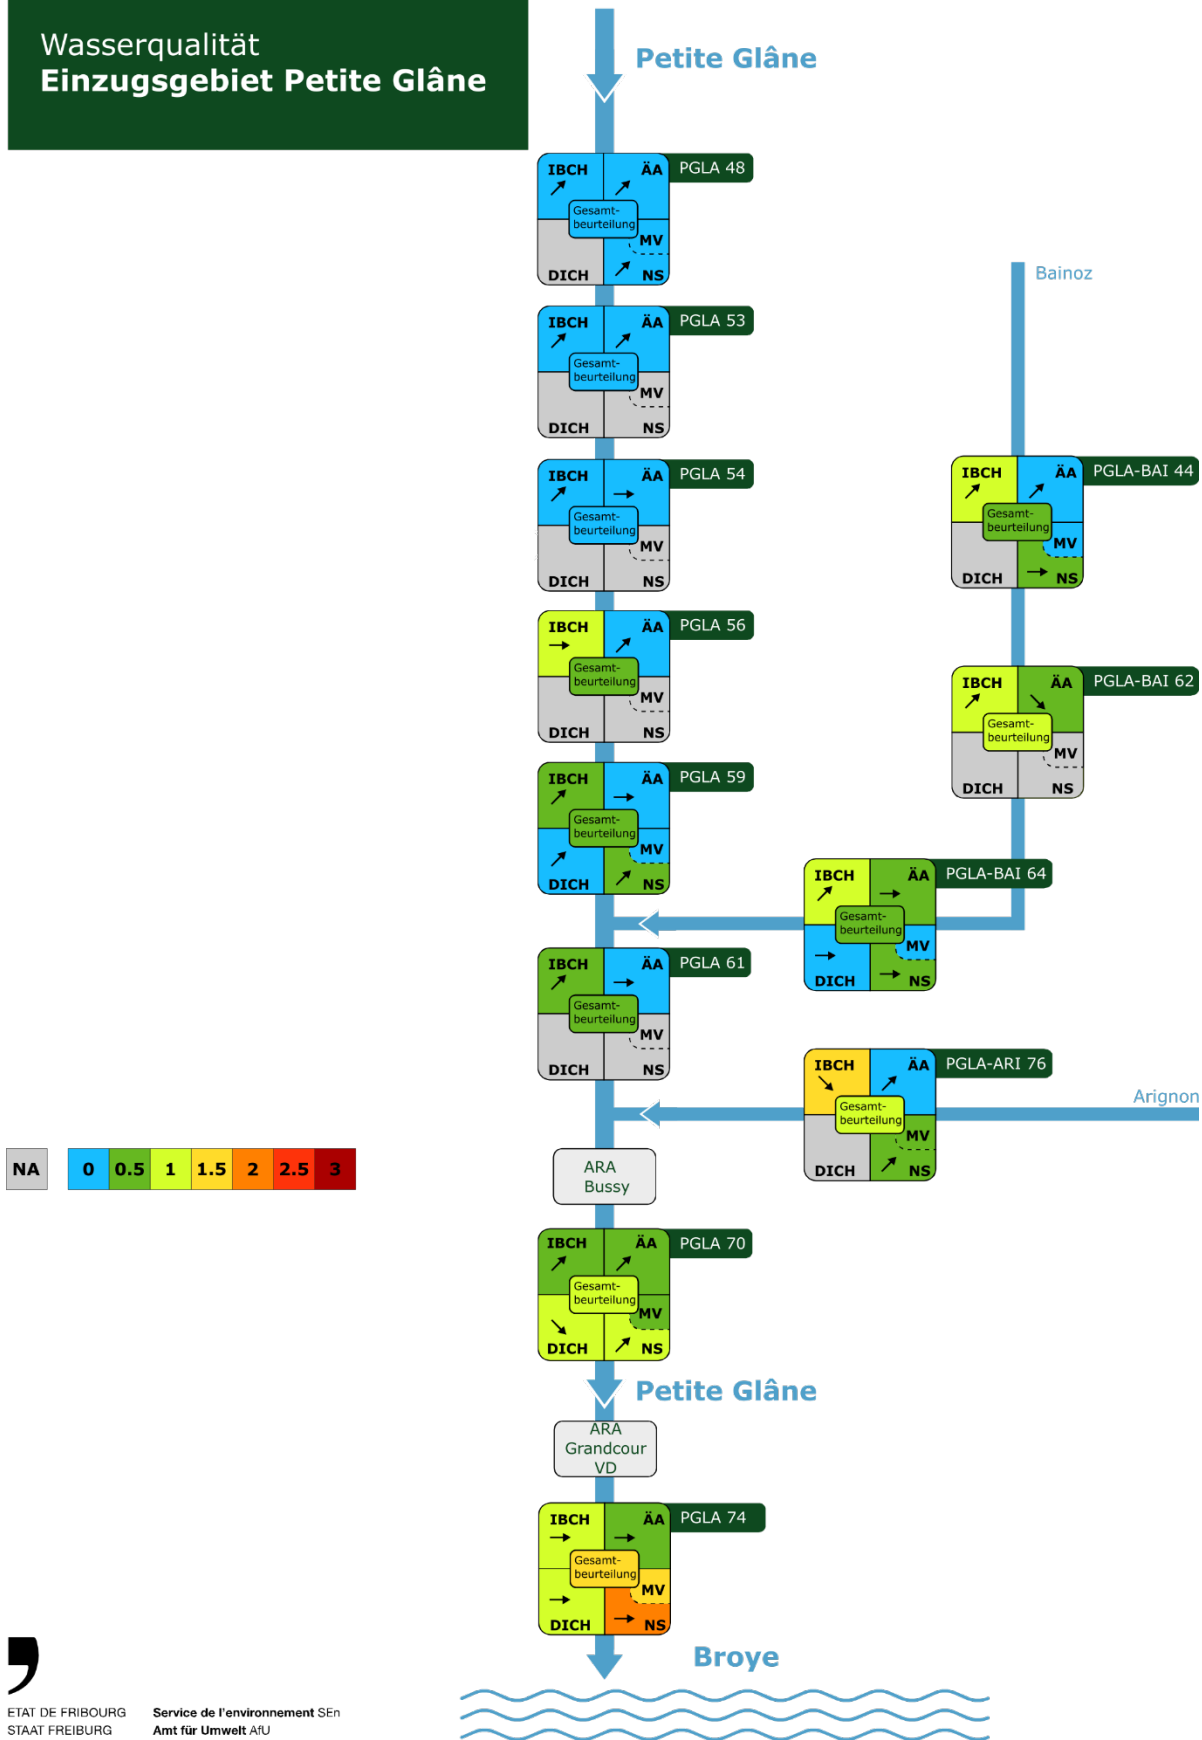 Wasserqualität
Einzugsgebiet Petite Glâne
Petite Glâne
IBCH ÄA PGLA 48
Gesamt-
beurteilung
MV
DICH NS
Bainoz
IBCH ÄA PGLA 53
Gesamt-
beurteilung
MV
DICH NS
IBCH ÄA PGLA 54
Gesamt-
beurteilung
MV
DICH NS
IBCH ÄA PGLA-BAI 44
Gesamt-
beurteilung
MV
DICH NS
IBCH ÄA PGLA 56
Gesamt-
beurteilung
MV
DICH NS
IBCH ÄA PGLA-BAI 62
Gesamt-
beurteilung
MV
DICH NS
IBCH ÄA PGLA 59
Gesamt-
beurteilung
MV
DICH NS
IBCH ÄA PGLA-BAI 64
Gesamt-
beurteilung
MV
DICH NS
IBCH ÄA PGLA 61
Gesamt-
beurteilung
MV
DICH NS
IBCH ÄA PGLA-ARI 76
Gesamt-
beurteilung
MV
DICH NS
Arignon
NA 0 0.5 1 1.5 2 2.5 3
ARA
Bussy
IBCH ÄA PGLA 70
Gesamt-
beurteilung
MV
DICH NS
Petite Glâne
ARA
Grandcour
VD
IBCH ÄA PGLA 74
Gesamt-
beurteilung
MV
DICH NS
Broye
ETAT DE FRIBOURG Service de l'environnement SEn
STAAT FREIBURG Amt für Umwelt AfU